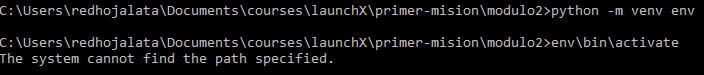 C:\Users\redhojalata\Documents\courses\launchX\primer-mision\modulo2>python -m venv env
C:\Users\redhojalata\Documents\courses\launchX\primer-mision\modulo2>env\bin\activate
The system cannot find the path specified.